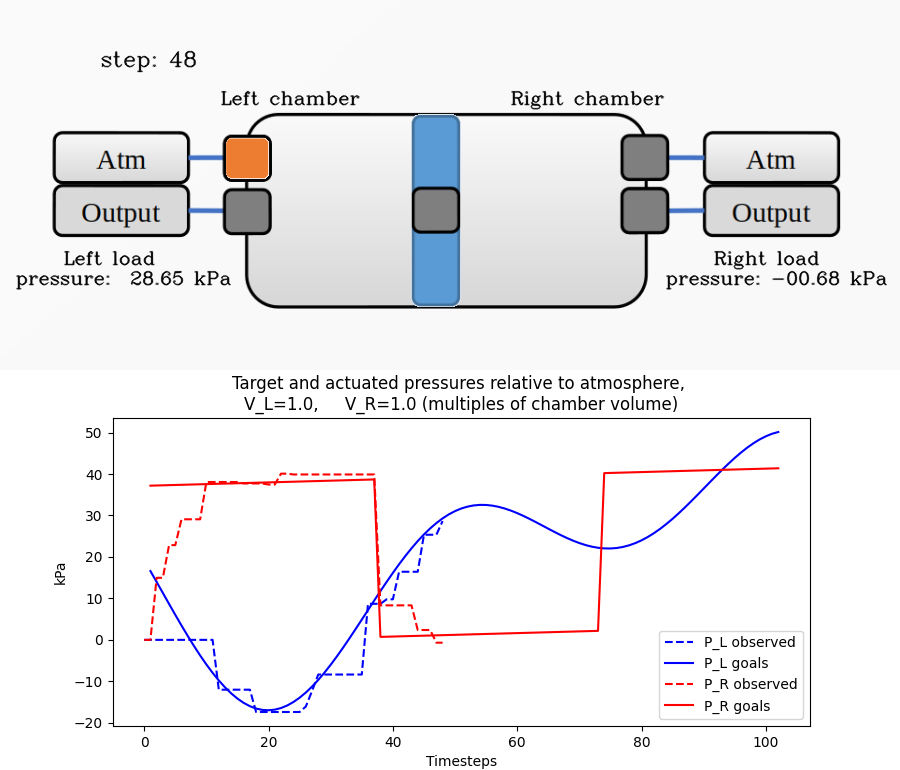 step: 48
Left chamber
Right chamber
Atm
Atm
Output
Output
Left load
pressure: 28.65 kPa
Right load
pressure: −00.68 kPa
Target and actuated pressures relative to atmosphere,
V_L=1.0, V_R=1.0 (multiples of chamber volume)
50
40
30
20
10
0
−10
−20
kPa
P_L observed
P_L goals
P_R observed
P_R goals
0 20 40 60 80 100
Timesteps